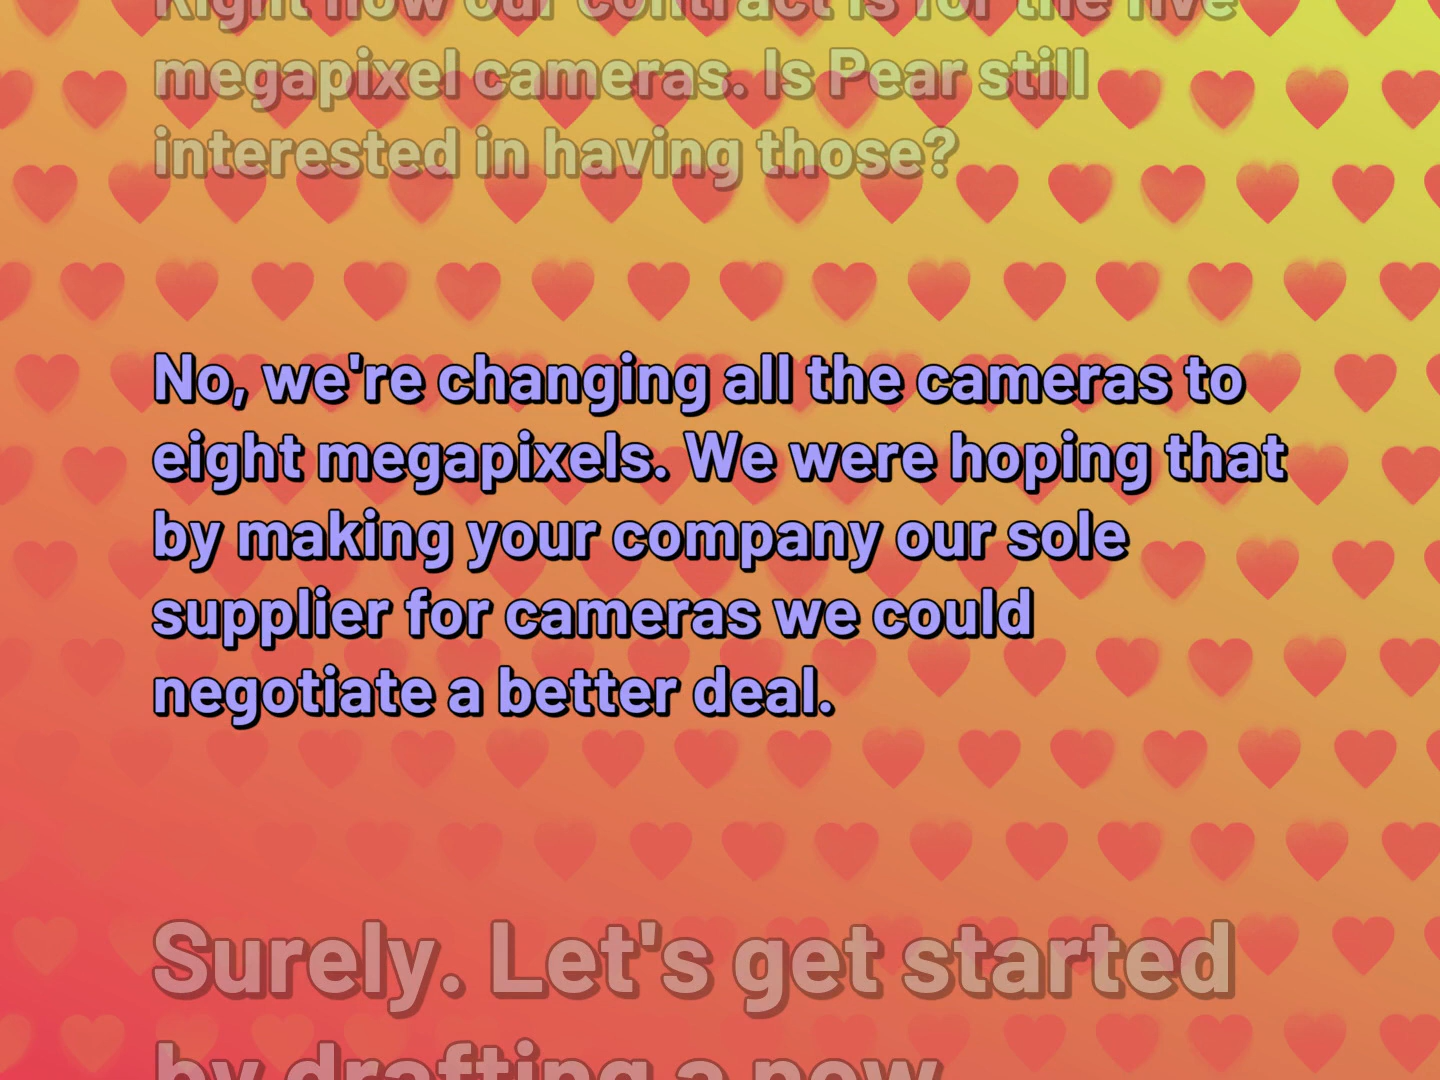 Right now our contract is for the five
megapixel cameras. Is Pear still
interested in having those?
No, we're changing all the cameras to
eight megapixels. We were hoping that
by making your company our sole
supplier for cameras we could
negotiate a better deal.
Surely. Let's get started
by drafting a new